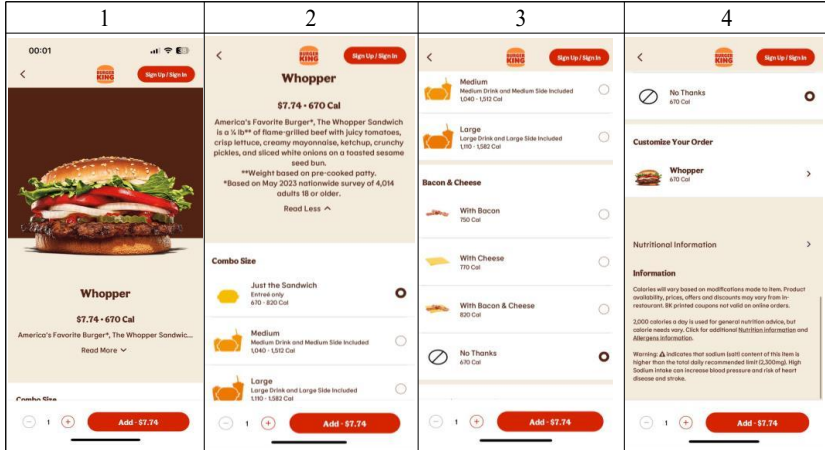 1
2
3
4
00:01
BURGER
KING
Sign Up / Sign In
Whopper
$7.74 • 670 Cal
America's Favorite Burger*, The Whopper Sandwic...
Read More
Combo Size
1
Add · $7.74
BURGER
KING
Sign Up / Sign In
Whopper
$7.74 • 670 Cal
America's Favorite Burger*, The Whopper Sandwich
is a ¼ lb** of flame-grilled beef with juicy tomatoes,
crisp lettuce, creamy mayonnaise, ketchup, crunchy
pickles, and sliced white onions on a toasted sesame
seed bun.
**Weight based on pre-cooked patty.
*Based on May 2023 nationwide survey of 4,014
adults 18 or older.
Read Less
Combo Size
Just the Sandwich
Entreé only
670 - 820 Cal
Medium
Medium Drink and Medium Side Included
1,040 - 1,512 Cal
Large
Large Drink and Large Side Included
1,110 - 1,582 Cal
1
Add · $7.74
BURGER
KING
Sign Up / Sign In
Medium
Medium Drink and Medium Side Included
1,040 - 1,512 Cal
Large
Large Drink and Large Side Included
1,110 - 1,582 Cal
Bacon & Cheese
With Bacon
750 Cal
With Cheese
770 Cal
With Bacon & Cheese
820 Cal
No Thanks
670 Cal
1
Add · $7.74
BURGER
KING
Sign Up / Sign In
No Thanks
670 Cal
Customize Your Order
Whopper
670 Cal
Nutritional Information
Information
Calories will vary based on modifications made to item. Product
availability, prices, offers and discounts may vary from in-
restaurant. BK printed coupons not valid on online orders.
2,000 calories a day is used for general nutrition advice, but
calorie needs vary. Click for additional Nutrition information and
Allergens information.
Warning: indicates that sodium (salt) content of this item is
higher than the total daily recommended limit (2,300mg). High
Sodium intake can increase blood pressure and risk of heart
disease and stroke.
1
Add · $7.74